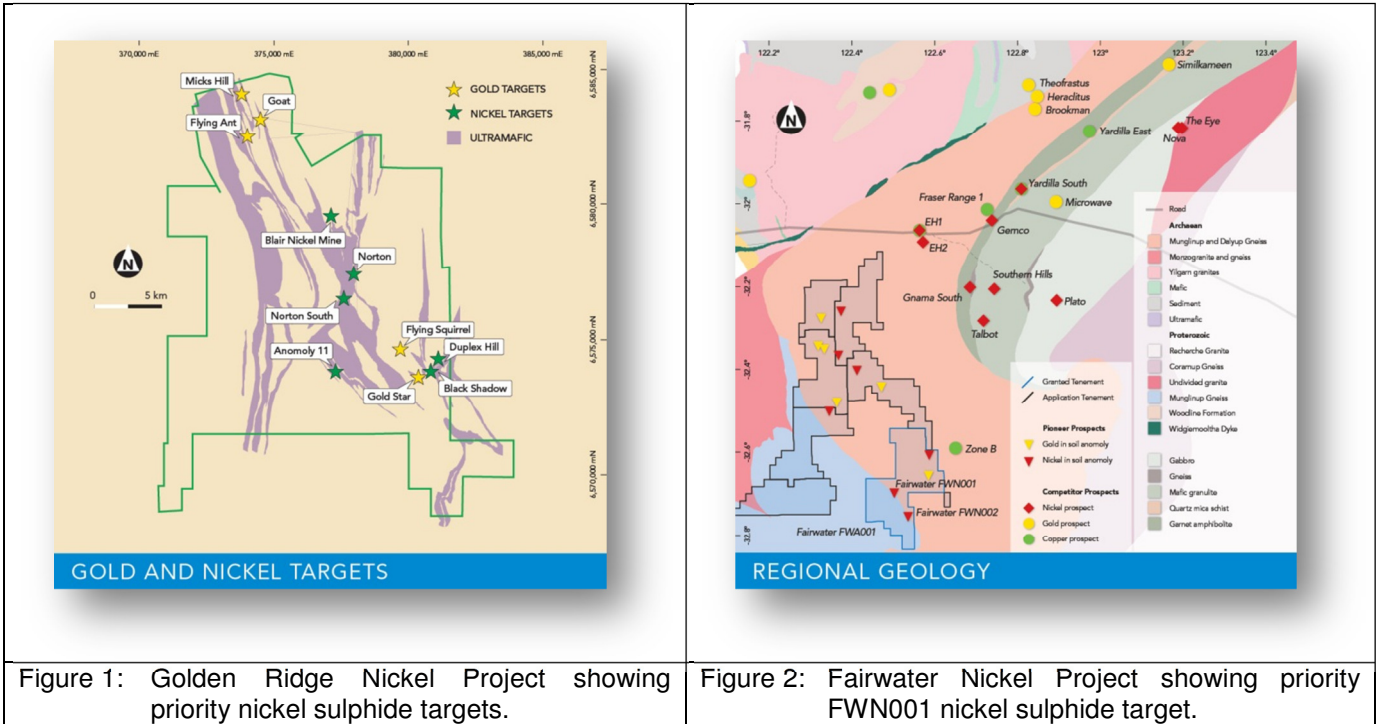 370,000 mE
375,000 mE
380,000 mE
385,000 mE
6,585,000 mN
6,580,000 mN
6,575,000 mN
6,570,000 mN
GOLD TARGETS
NICKEL TARGETS
ULTRAMAFIC
Micks Hill
Goat
Flying Ant
Blair Nickel Mine
N
Norton
0 5 km
Norton South
Flying Squirrel
Anomoly 11
Duplex Hill
Gold Star
Black Shadow
GOLD AND NICKEL TARGETS
Figure 1: Golden Ridge Nickel Project showing
priority nickel sulphide targets.
122.2°
122.4°
122.6°
122.8°
123°
123.2°
123.4°
-31.8°
-32°
-32.2°
-32.4°
-32.6°
-32.8°
N
Similkameen
Theofrastus
Heraclitus
Brookman
Yardilla East
The Eye
Nova
Yardilla South
Fraser Range 1
Microwave
EH1
Gemco
EH2
Southern Hills
Gnama South
Plato
Talbot
Zone B
Fairwater FWN001
Fairwater FWN002
Fairwater FWA001
Granted Tenement
Application Tenement
Pioneer Prospects
Gold in soil anomoly
Nickel in soil anomoly
Competitor Prospects
Nickel prospect
Gold prospect
Copper prospect
Road
Archaean
Munglinup and Dalyup Gneiss
Monzogranite and gneiss
Yilgarn granites
Mafic
Sediment
Ultramafic
Proterozoic
Recherche Granite
Coramup Gneiss
Undivided granite
Munglinup Gneiss
Woodline Formation
Widgiemooltha Dyke
Gabbro
Gneiss
Mafic granulite
Quartz mica schist
Garnet amphibolite
REGIONAL GEOLOGY
Figure 2: Fairwater Nickel Project showing priority
FWN001 nickel sulphide target.